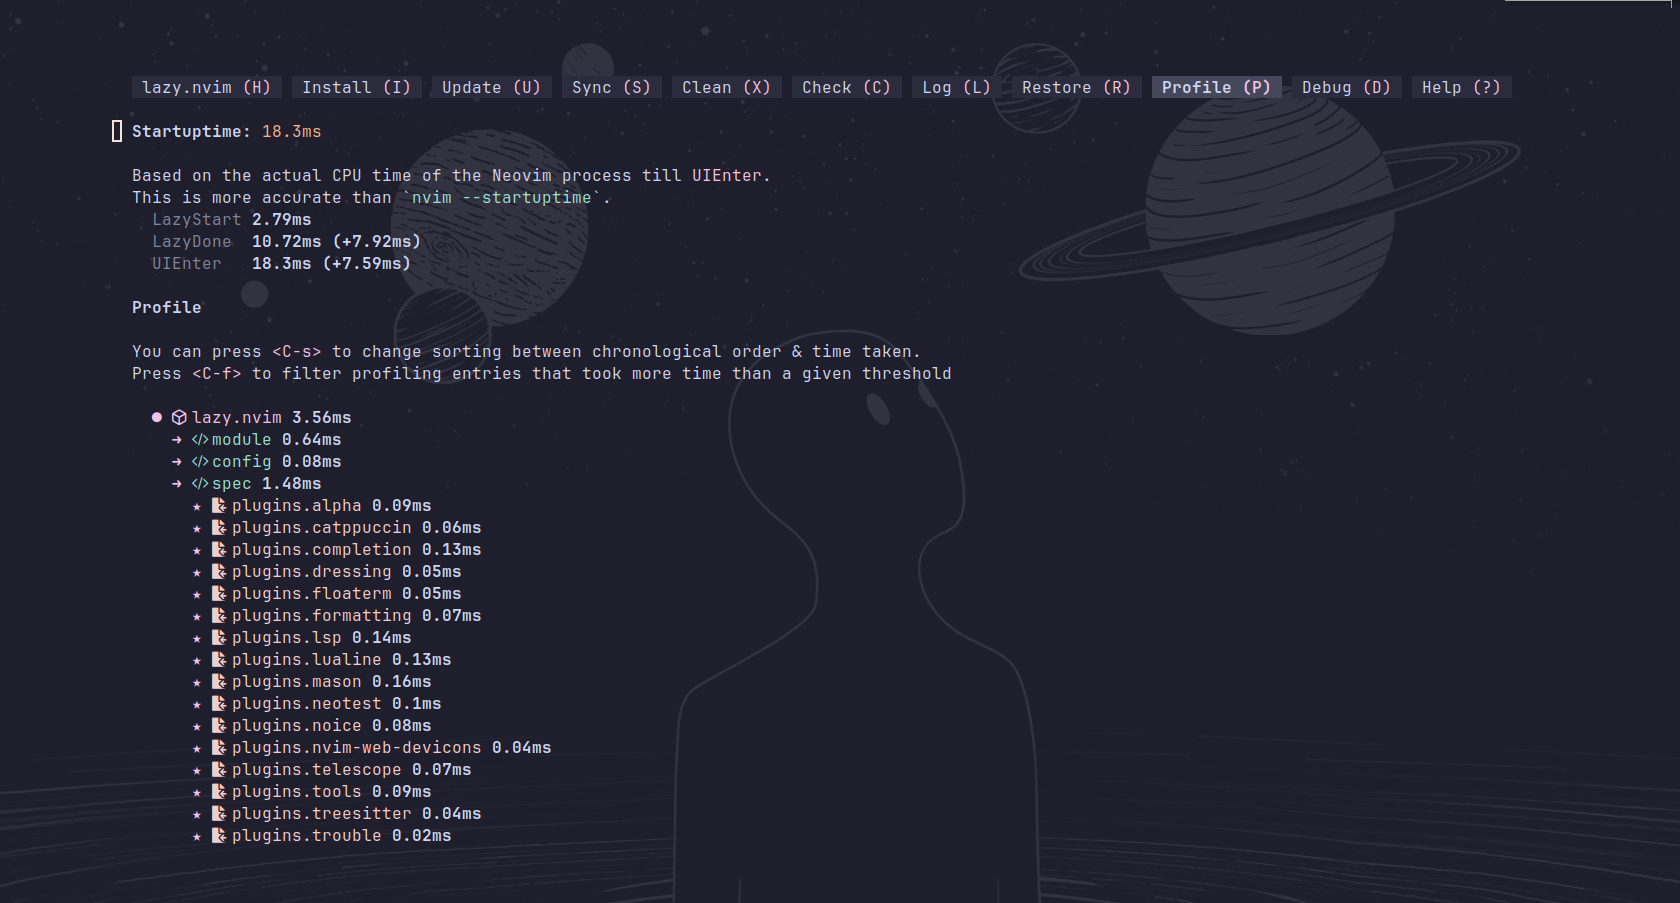 lazy.nvim (H) Install (I) Update (U) Sync (S) Clean (X) Check (C) Log (L) Restore (R) Profile (P) Debug (D) Help (?)
Startuptime: 18.3ms
Based on the actual CPU time of the Neovim process till UIEnter.
This is more accurate than `nvim --startuptime`.
LazyStart 2.79ms
LazyDone 10.72ms (+7.92ms)
UIEnter 18.3ms (+7.59ms)
Profile
You can press <C-s> to change sorting between chronological order & time taken.
Press <C-f> to filter profiling entries that took more time than a given threshold
● lazy.nvim 3.56ms
➜ </>module 0.64ms
➜ </>config 0.08ms
➜ </>spec 1.48ms
★ plugins.alpha 0.09ms
★ plugins.catppuccin 0.06ms
★ plugins.completion 0.13ms
★ plugins.dressing 0.05ms
★ plugins.floaterm 0.05ms
★ plugins.formatting 0.07ms
★ plugins.lsp 0.14ms
★ plugins.lualine 0.13ms
★ plugins.mason 0.16ms
★ plugins.neotest 0.1ms
★ plugins.noice 0.08ms
★ plugins.nvim-web-devicons 0.04ms
★ plugins.telescope 0.07ms
★ plugins.tools 0.09ms
★ plugins.treesitter 0.04ms
★ plugins.trouble 0.02ms